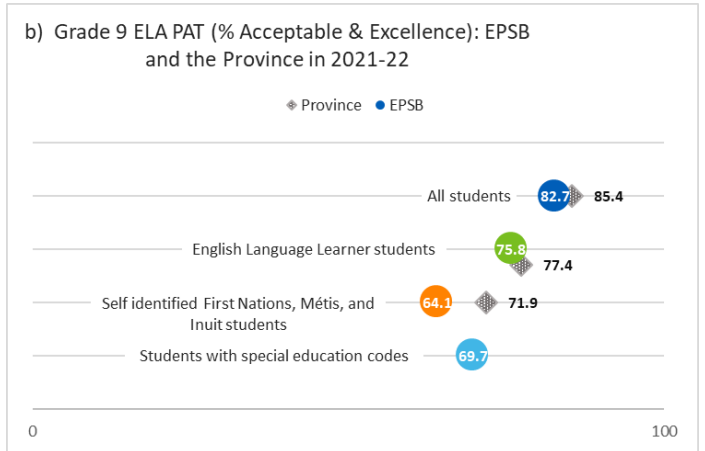 b) Grade 9 ELA PAT (% Acceptable & Excellence): EPSB
and the Province in 2021-22
Province EPSB
All students 82.7 85.4
English Language Learner students 75.8
77.4
Self identified First Nations, Métis, and 64.1 71.9
Inuit students
Students with special education codes 69.7
0 100